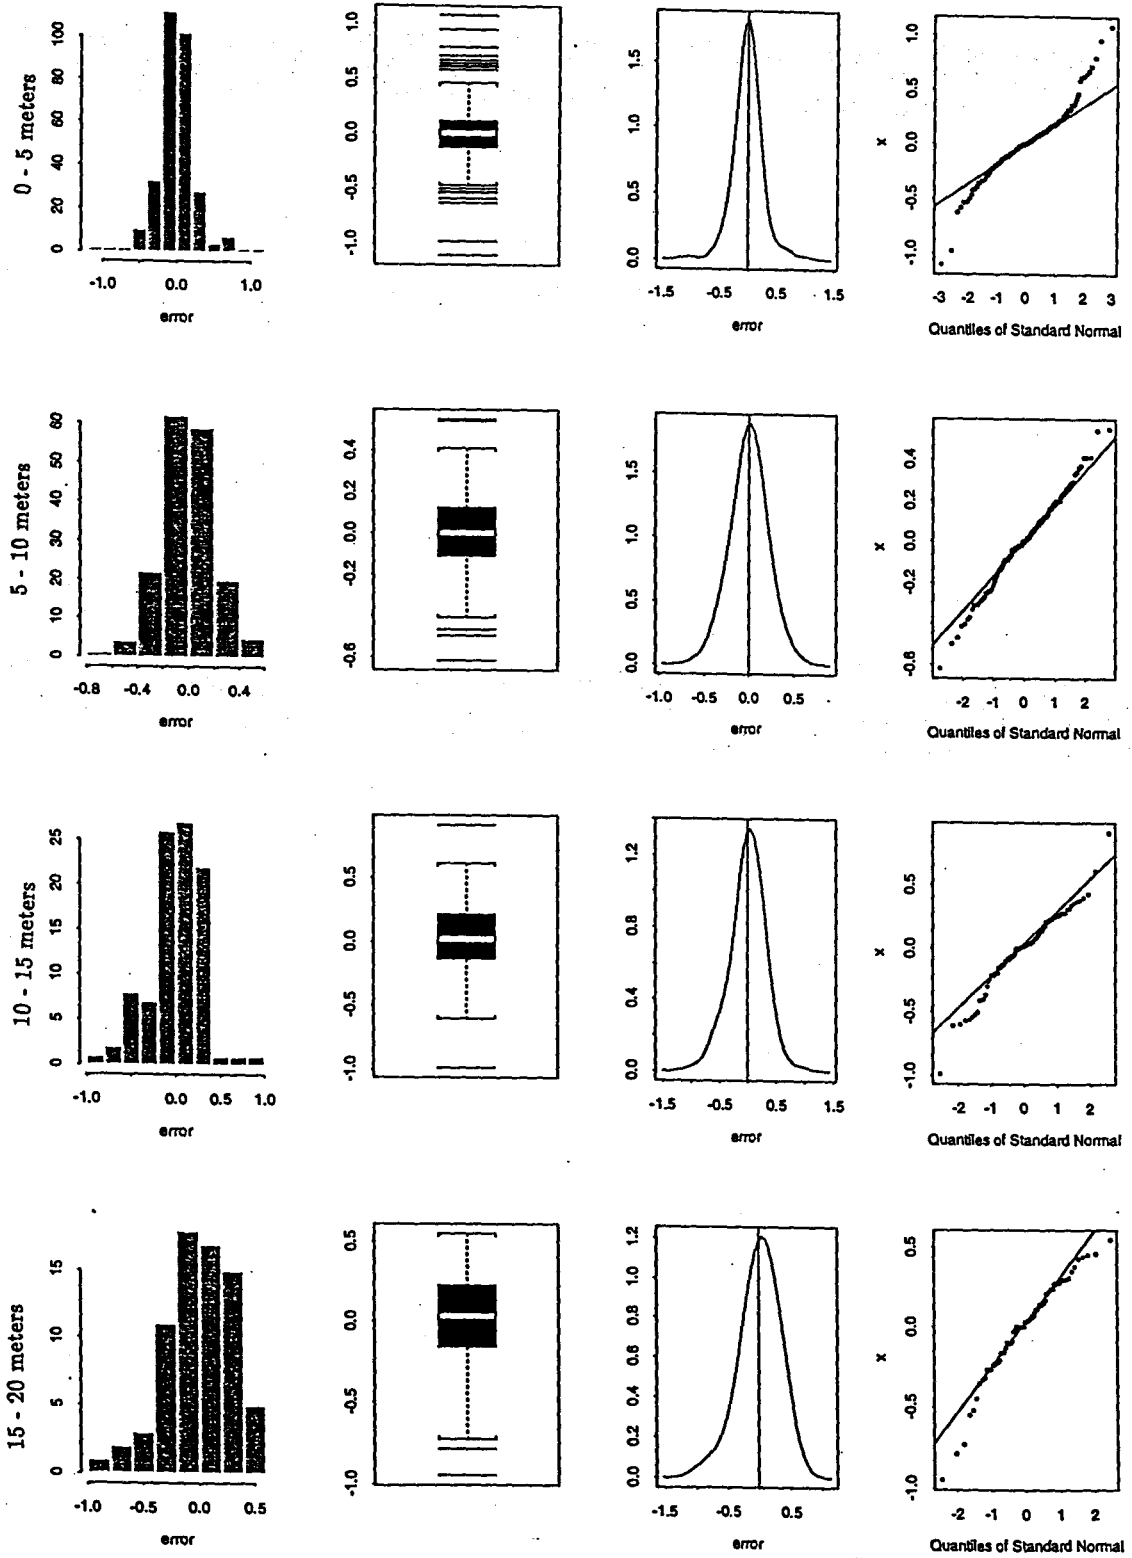 0 - 5 meters
0 20 40 60 80 100
-1.0 0.0 1.0
error
-1.0 -0.5 0.0 0.5 1.0
0.0 0.5 1.0 1.5
-1.5 -0.5 0.5 1.5
error
x
-1.0 -0.5 0.0 0.5 1.0
-3 -2 -1 0 1 2 3
Quantiles of Standard Normal
5 - 10 meters
0 10 20 30 40 50 60
-0.8 -0.4 0.0 0.4
error
-0.6 -0.2 0.0 0.2 0.4
0.0 0.5 1.0 1.5
-1.0 -0.5 0.0 0.5
error
x
-0.6 -0.2 0.0 0.2 0.4
-2 -1 0 1 2
Quantiles of Standard Normal
10 - 15 meters
0 5 10 15 20 25
-1.0 0.0 0.5 1.0
error
-1.0 -0.5 0.0 0.5
0.0 0.4 0.8 1.2
-1.5 -0.5 0.5 1.5
error
x
-1.0 -0.5 0.0 0.5
-2 -1 0 1 2
Quantiles of Standard Normal
15 - 20 meters
0 5 10 15
-1.0 -0.5 0.0 0.5
error
-1.0 -0.5 0.0 0.5
0.0 0.2 0.4 0.6 0.8 1.0 1.2
-1.5 -0.5 0.5
error
x
-1.0 -0.5 0.0 0.5
-2 -1 0 1 2
Quantiles of Standard Normal